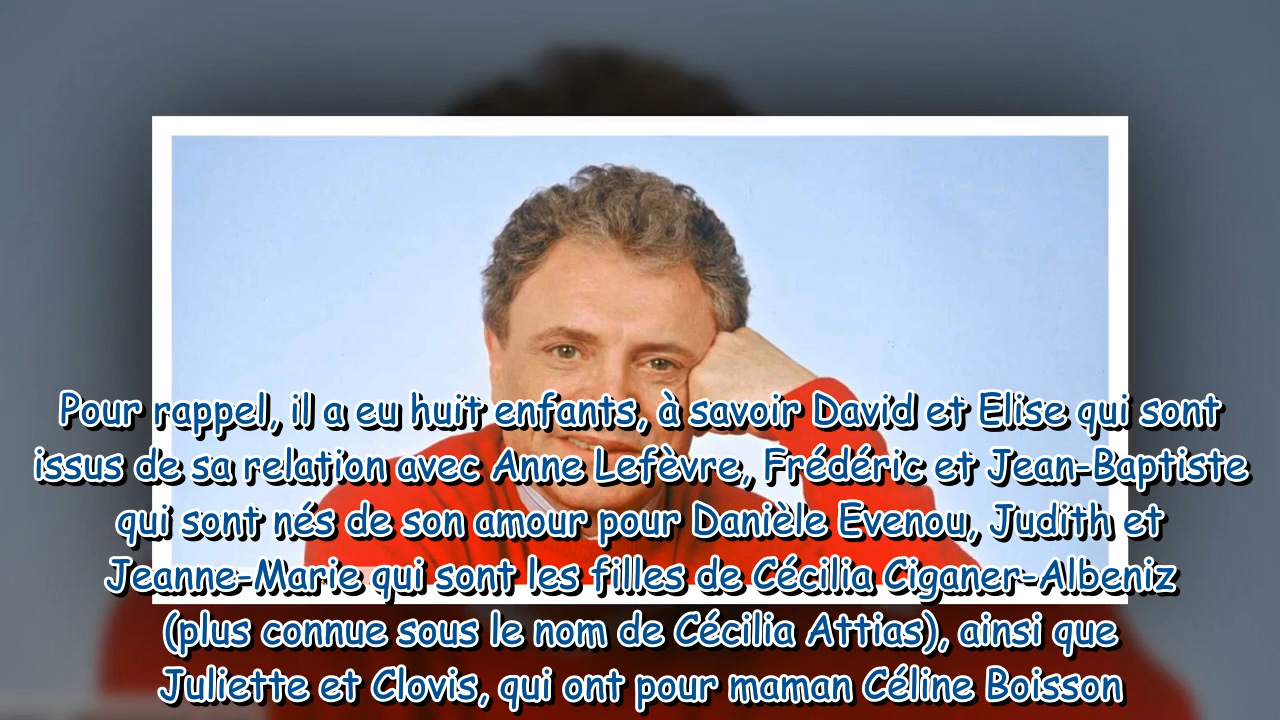 Pour rappel, il a eu huit enfants, à savoir David et Elise qui sont
issus de sa relation avec Anne Lefèvre, Frédéric et Jean-Baptiste
qui sont nés de son amour pour Danièle Evenou, Judith et
Jeanne-Marie qui sont les filles de Cécilia Ciganer-Albeniz
(plus connue sous le nom de Cécilia Attias), ainsi que
Juliette et Clovis, qui ont pour maman Céline Boisson